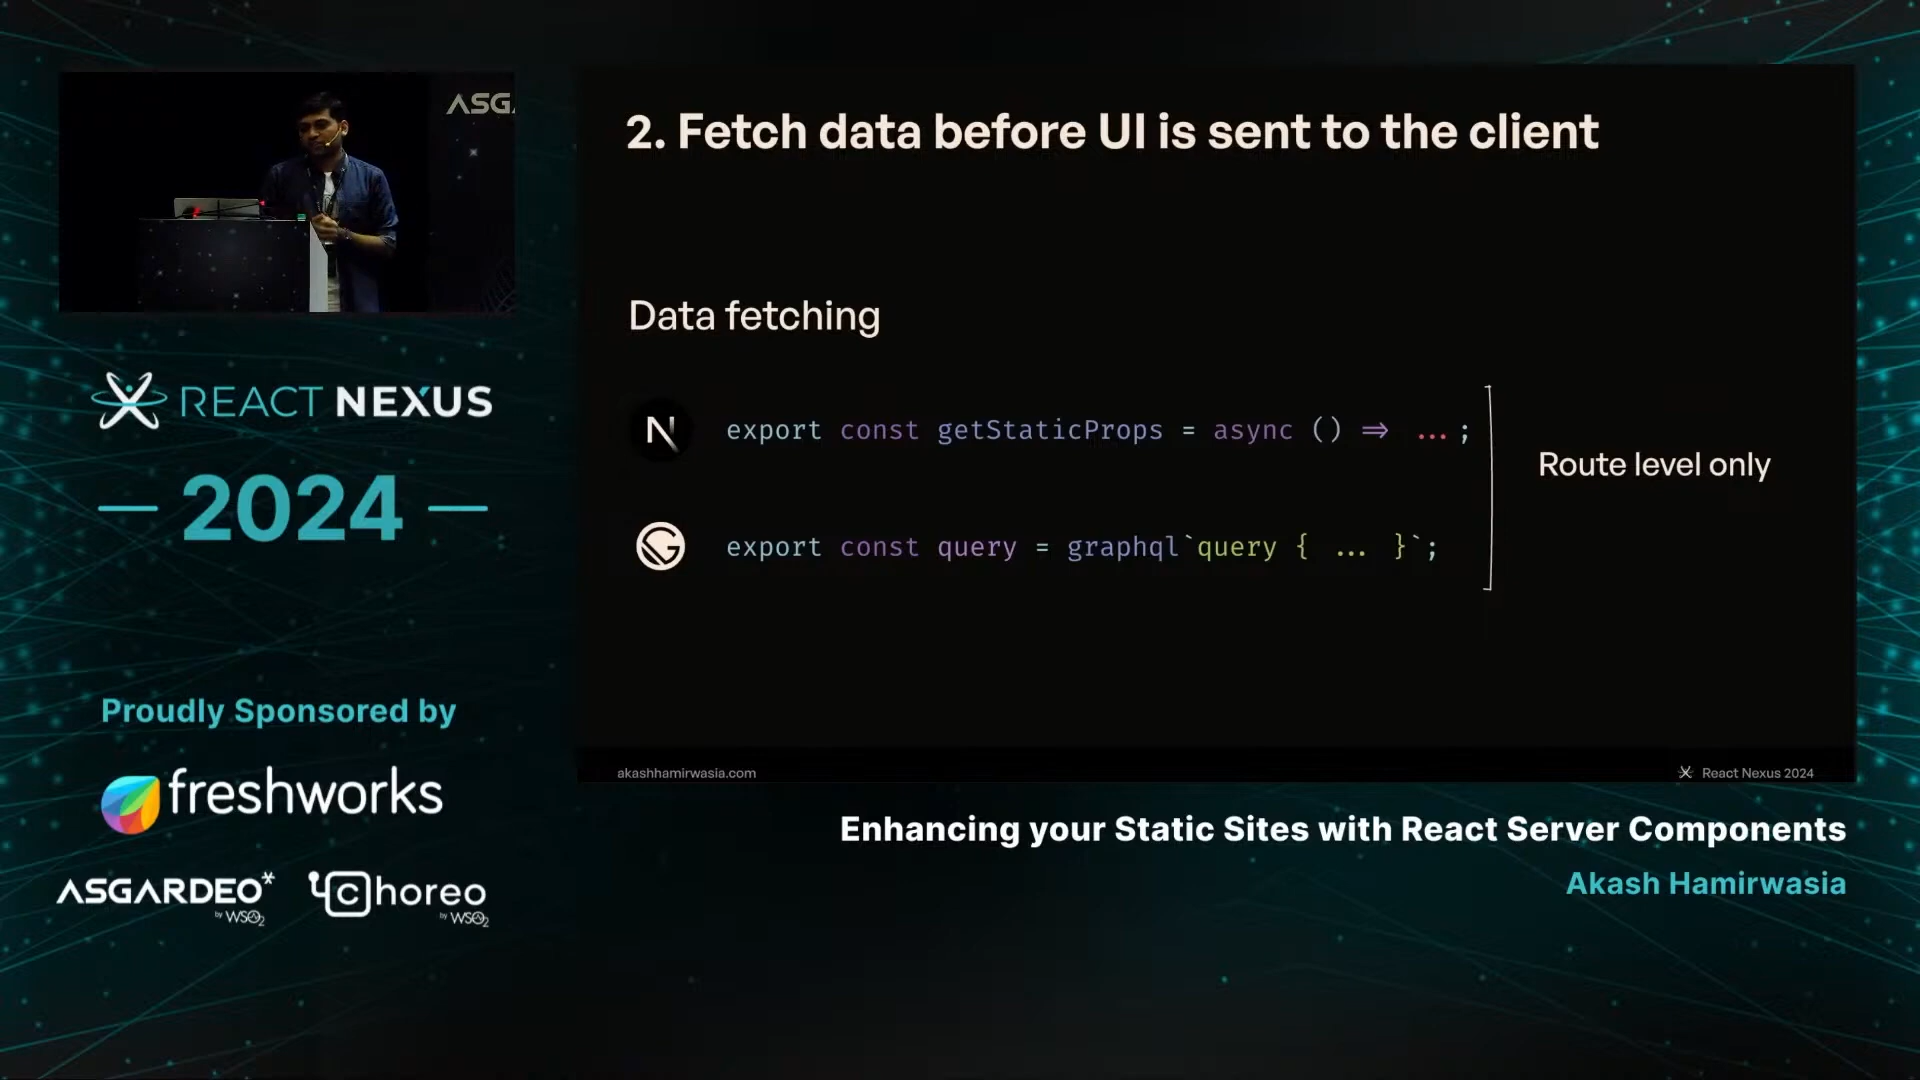 ASG
REACT NEXUS
2024
Proudly Sponsored by
freshworks
ASGARDEO
by WSO2
choreo
by WSO2
2. Fetch data before UI is sent to the client
Data fetching
export const getStaticProps = async () => ... ;
export const query = graphql`query { ... }`;
Route level only
akashhamirwasia.com
React Nexus 2024
Enhancing your Static Sites with React Server Components
Akash Hamirwasia